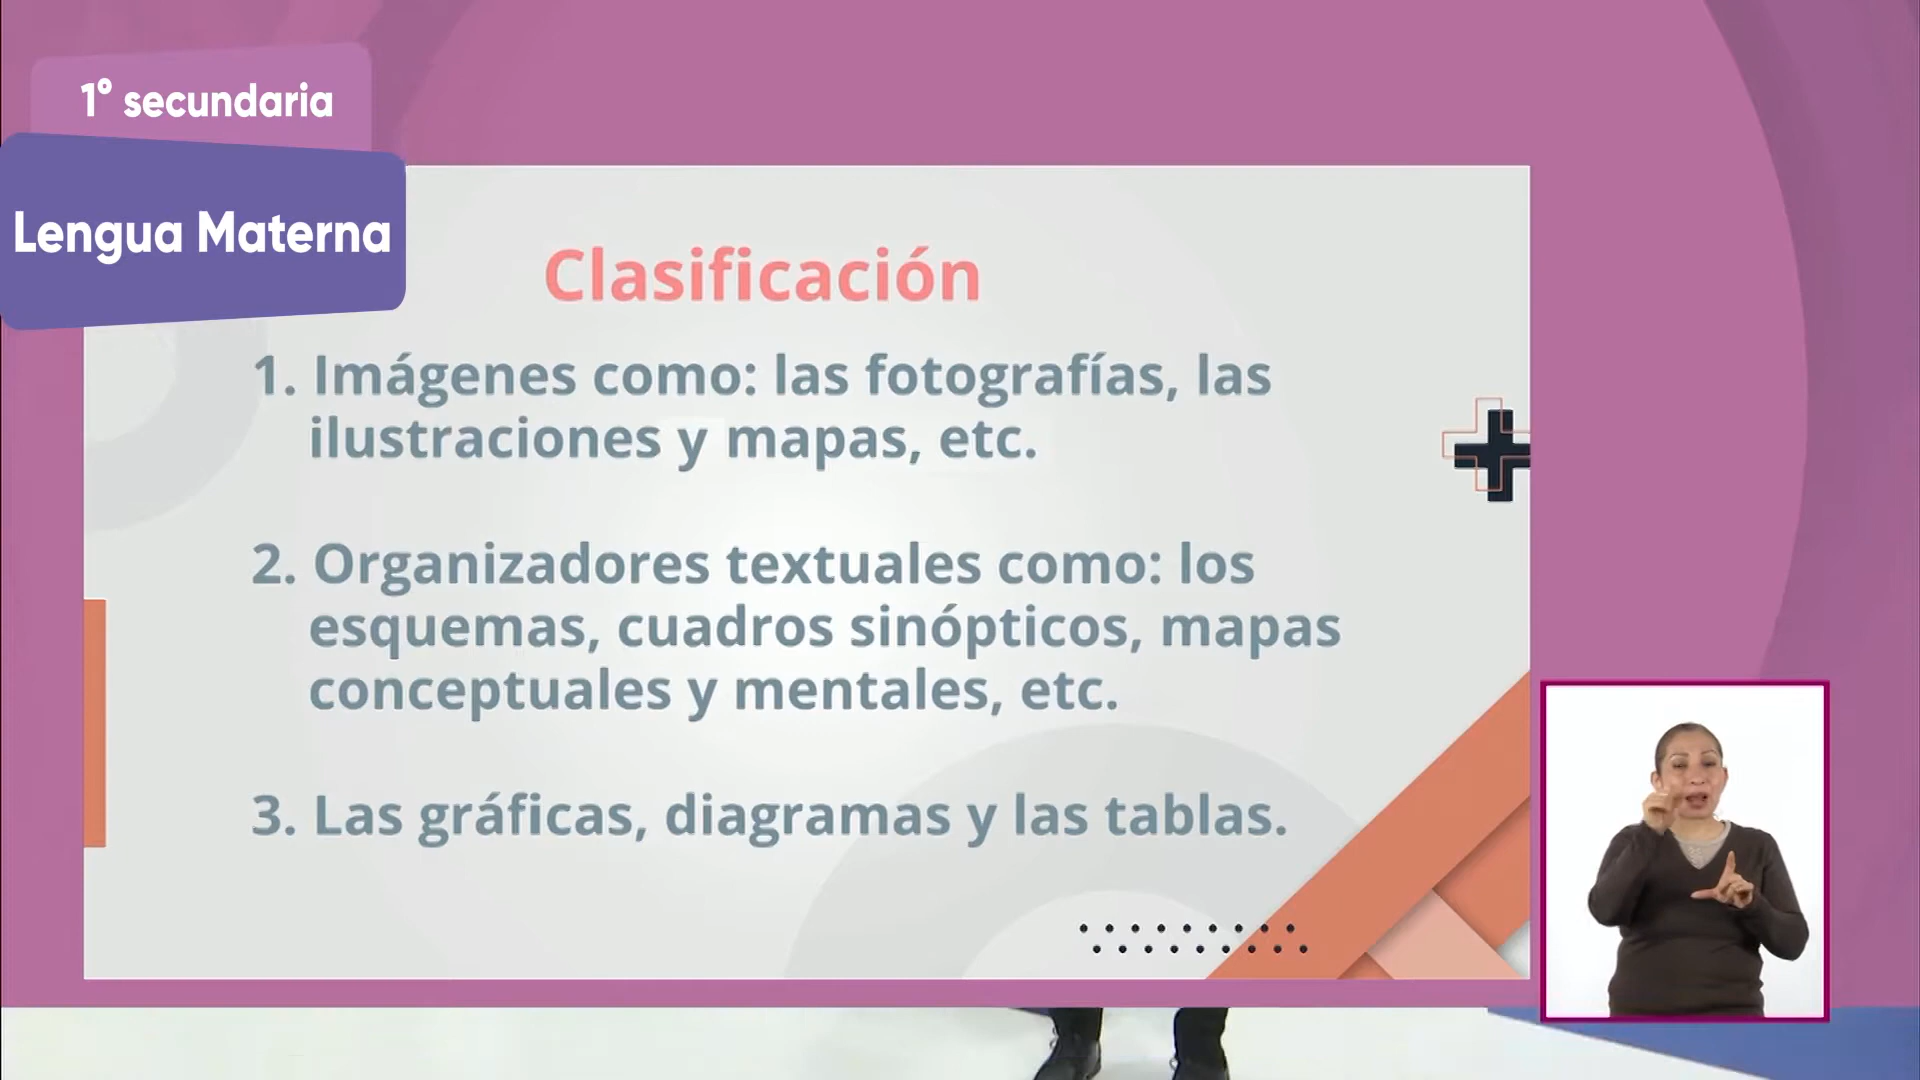 1° secundaria
Lengua Materna
Clasificación
1. Imágenes como: las fotografías, las
ilustraciones y mapas, etc.
2. Organizadores textuales como: los
esquemas, cuadros sinópticos, mapas
conceptuales y mentales, etc.
3. Las gráficas, diagramas y las tablas.